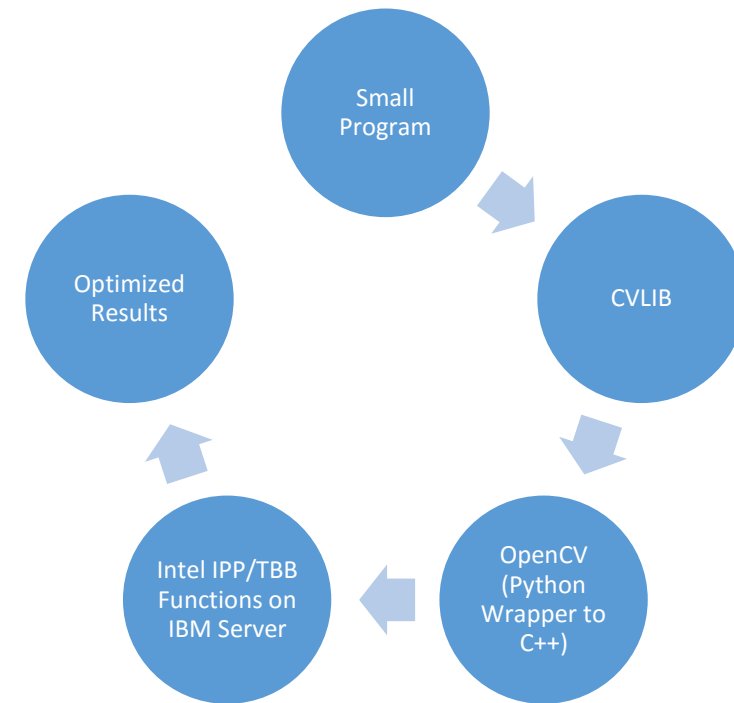 Small
Program
CVLIB
OpenCV
(Python
Wrapper to
C++)
Intel IPP/TBB
Functions on
IBM Server
Optimized
Results